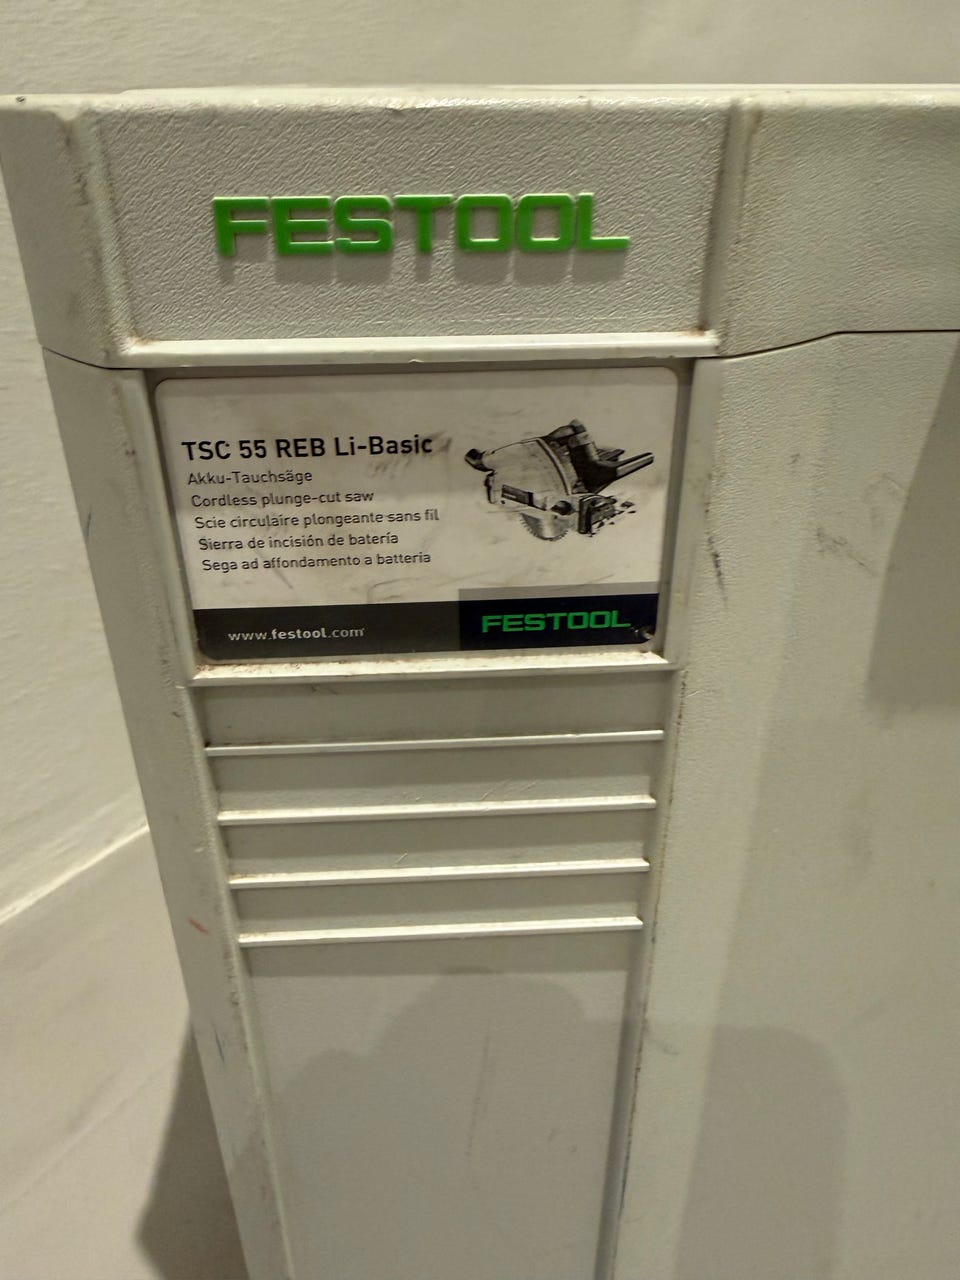 FESTOOL
TSC 55 REB Li-Basic
Akku-Tauchsäge
Cordless plunge-cut saw
Scie circulaire plongeante sans fil
Sierra de incisión de batería
Sega ad affondamento a batteria
www.festool.com
FESTOOL